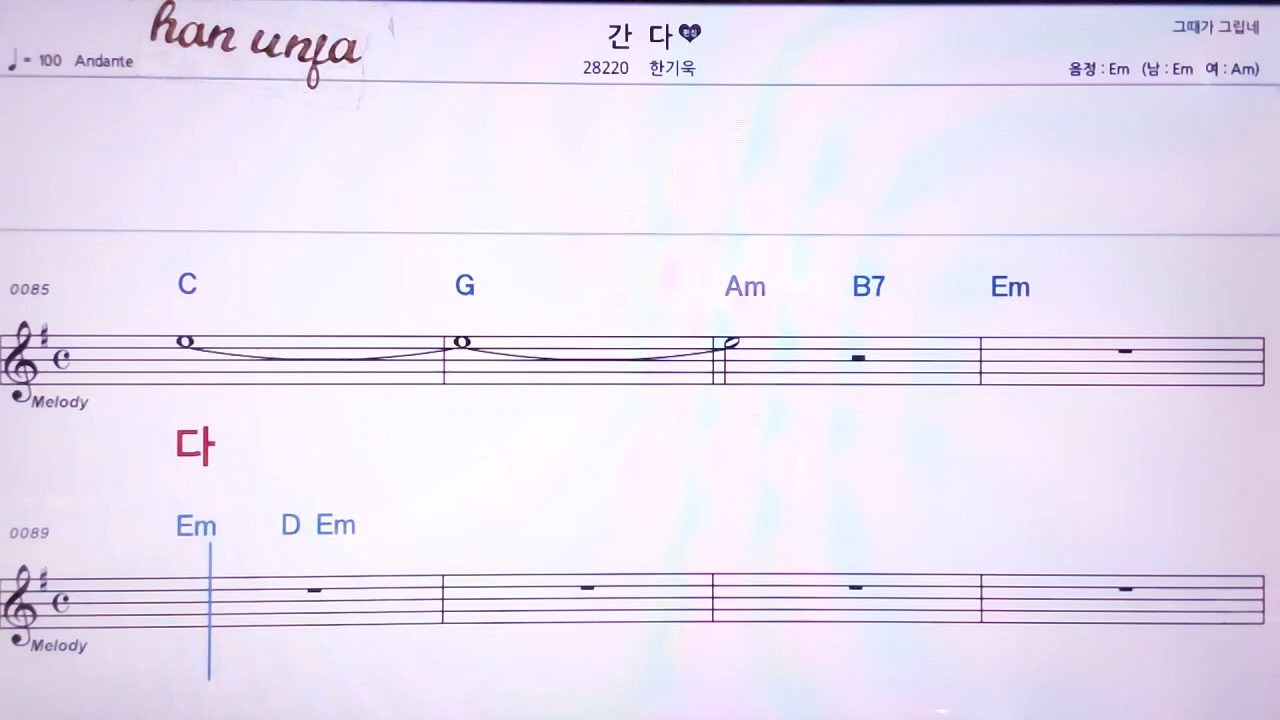 han unfa
간 다
그때가 그립네
♩= 100 Andante
28220 한기욱
음정 : Em (남 : Em 여 : Am)
0085 C G Am B7 Em
Melody
다
0089 Em D Em
Melody